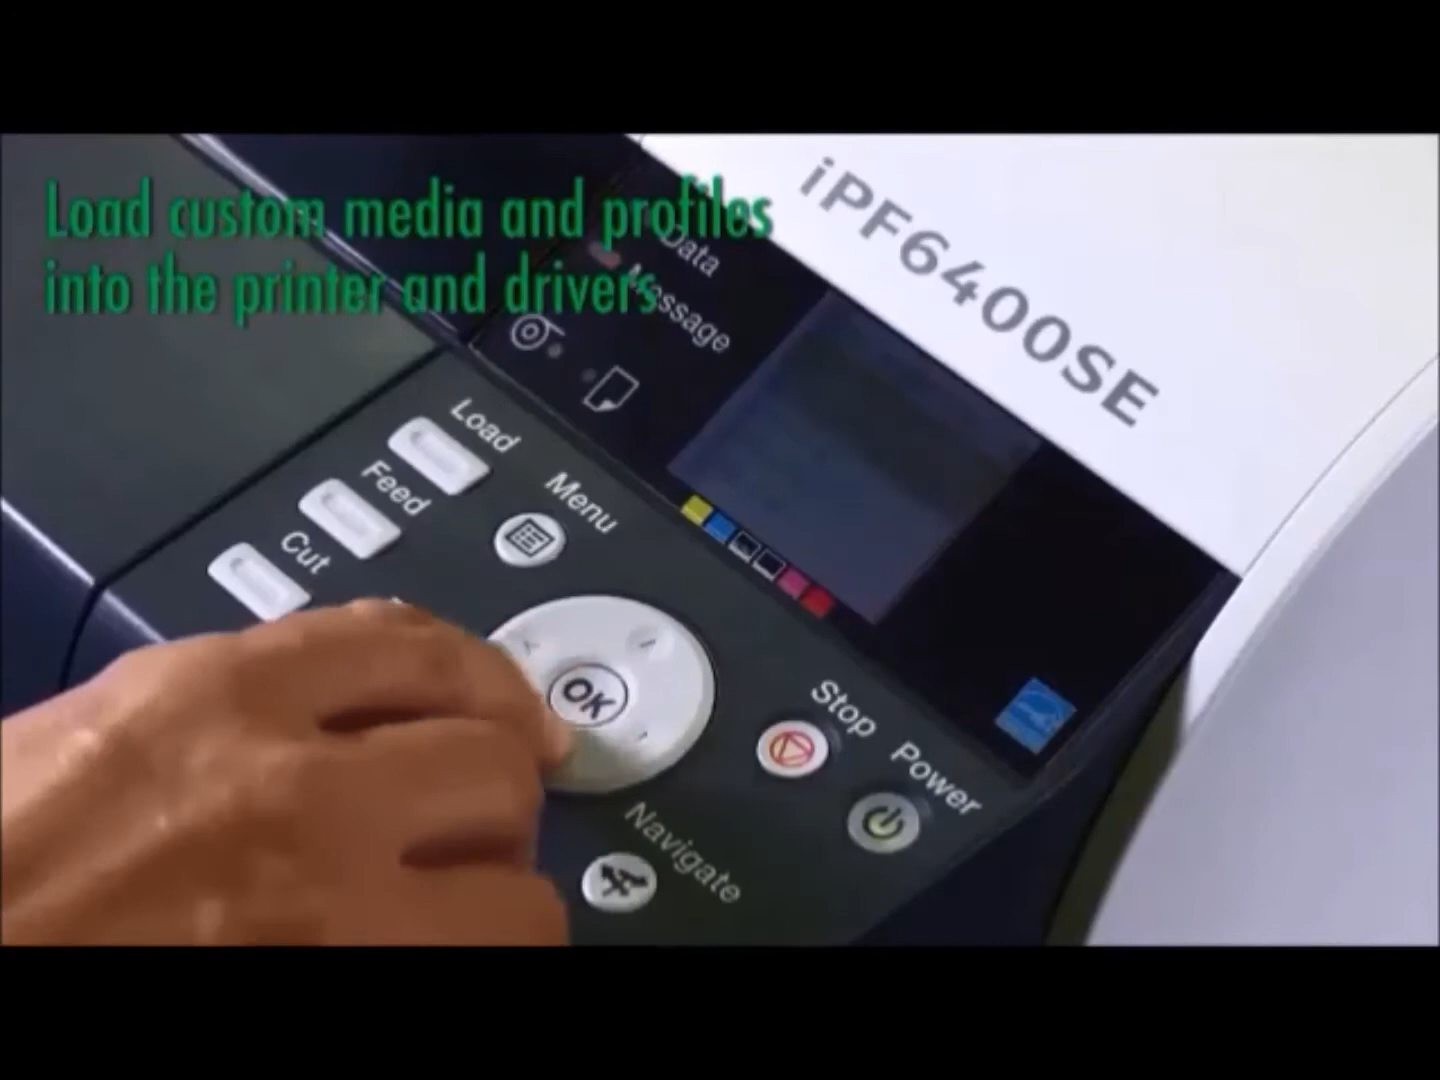 Load custom media and profiles
into the printer and drivers
iPF6400SE
Data
Message
Load
Feed
Cut
Menu
OK
Stop
Power
Navigate